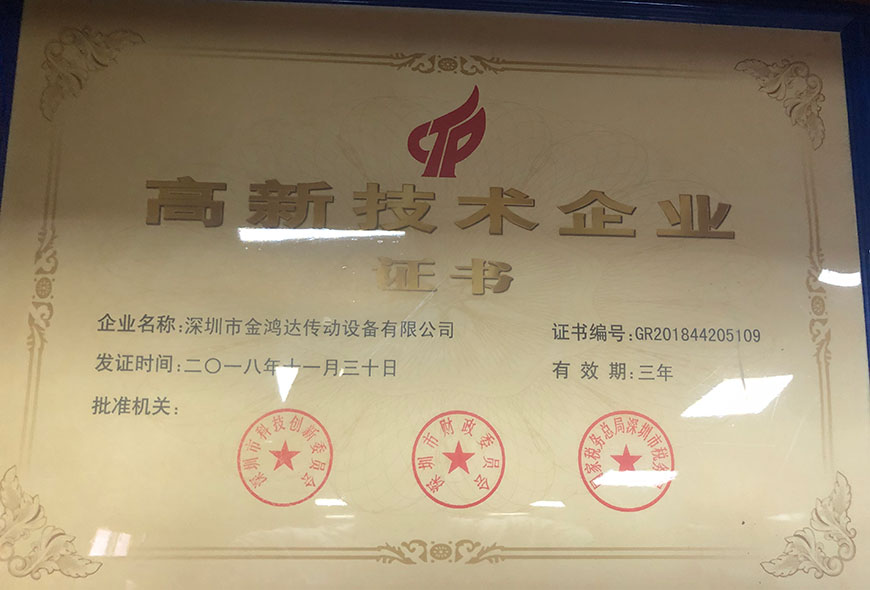 CTP
高新技术企业
证书
企业名称:深圳市金鸿达传动设备有限公司
证书编号:GR201844205109
发证时间:二〇一八年十一月三十日
有效期:三年
批准机关:
深圳市科技创新委员会
深圳市财政委员会
国家税务总局深圳市税务局